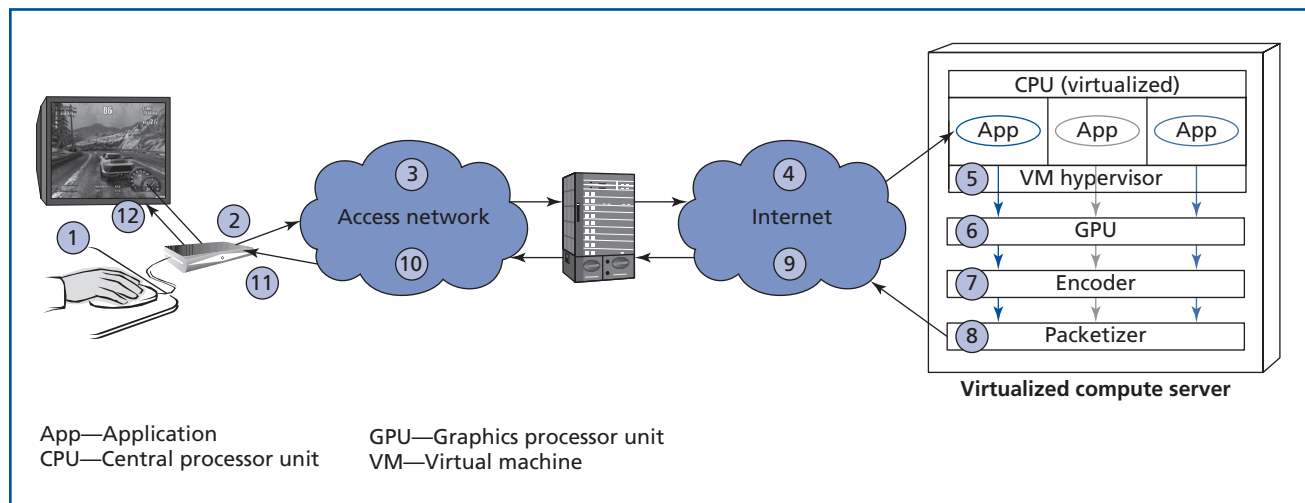 CPU (virtualized)
App App App
5 VM hypervisor
6 GPU
7 Encoder
8 Packetizer
Virtualized compute server
86
12
1
2
11
3
Access network
10
4
Internet
9
App—Application
CPU—Central processor unit
GPU—Graphics processor unit
VM—Virtual machine